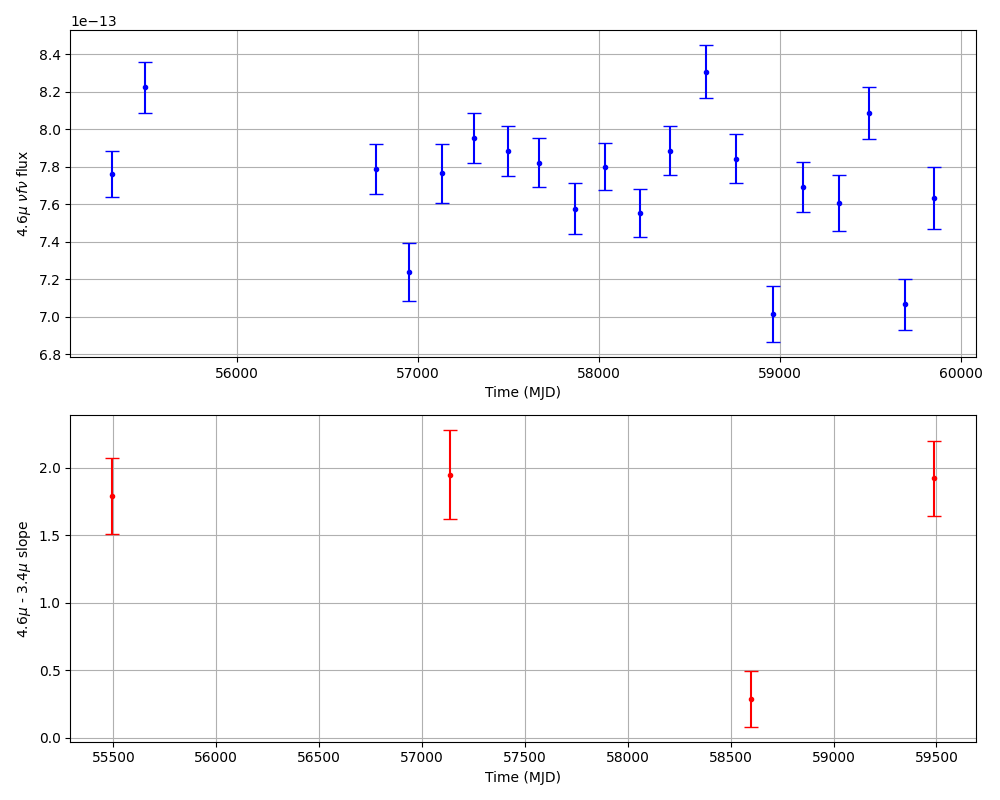 1e−13
8.4
8.2
8.0
7.8
7.6
7.4
7.2
7.0
6.8
4.6μ νfν flux
56000 57000 58000 59000 60000
Time (MJD)
2.0
1.5
1.0
0.5
0.0
4.6μ - 3.4μ slope
55500 56000 56500 57000 57500 58000 58500 59000 59500
Time (MJD)